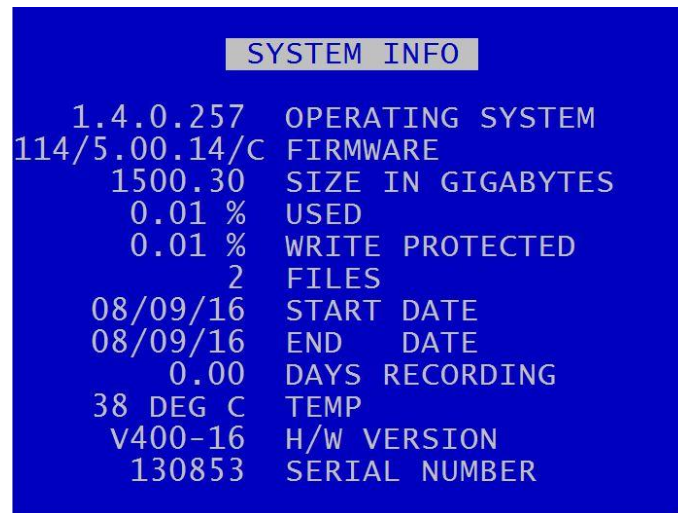 SYSTEM INFO
1.4.0.257 OPERATING SYSTEM
114/5.00.14/C FIRMWARE
1500.30 SIZE IN GIGABYTES
0.01 % USED
0.01 % WRITE PROTECTED
2 FILES
08/09/16 START DATE
08/09/16 END DATE
0.00 DAYS RECORDING
38 DEG C TEMP
V400-16 H/W VERSION
130853 SERIAL NUMBER